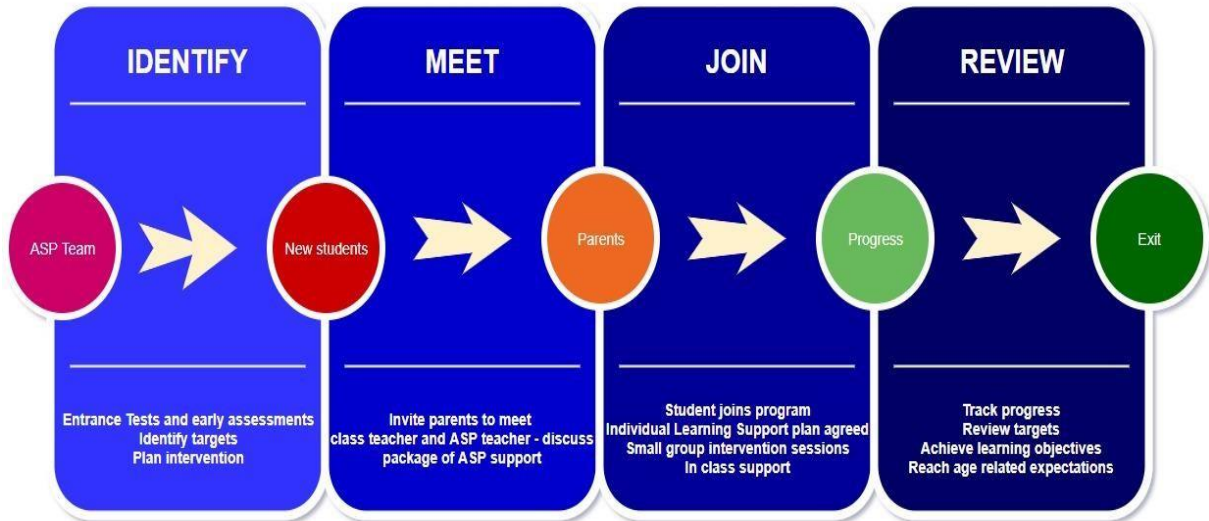 IDENTIFY
MEET
JOIN
REVIEW
ASP Team
New students
Parents
Progress
Exit
Entrance Tests and early assessments
Identify targets
Plan intervention
Invite parents to meet
class teacher and ASP teacher - discuss
package of ASP support
Student joins program
Individual Learning Support plan agreed
Small group intervention sessions
In class support
Track progress
Review targets
Achieve learning objectives
Reach age related expectations